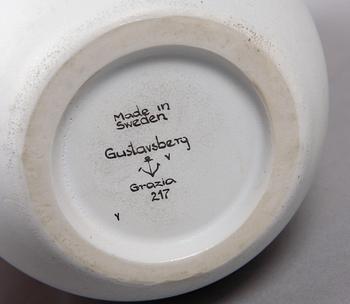 Made in
Sweden
Gustavsberg
Y
Grazia
217
Y